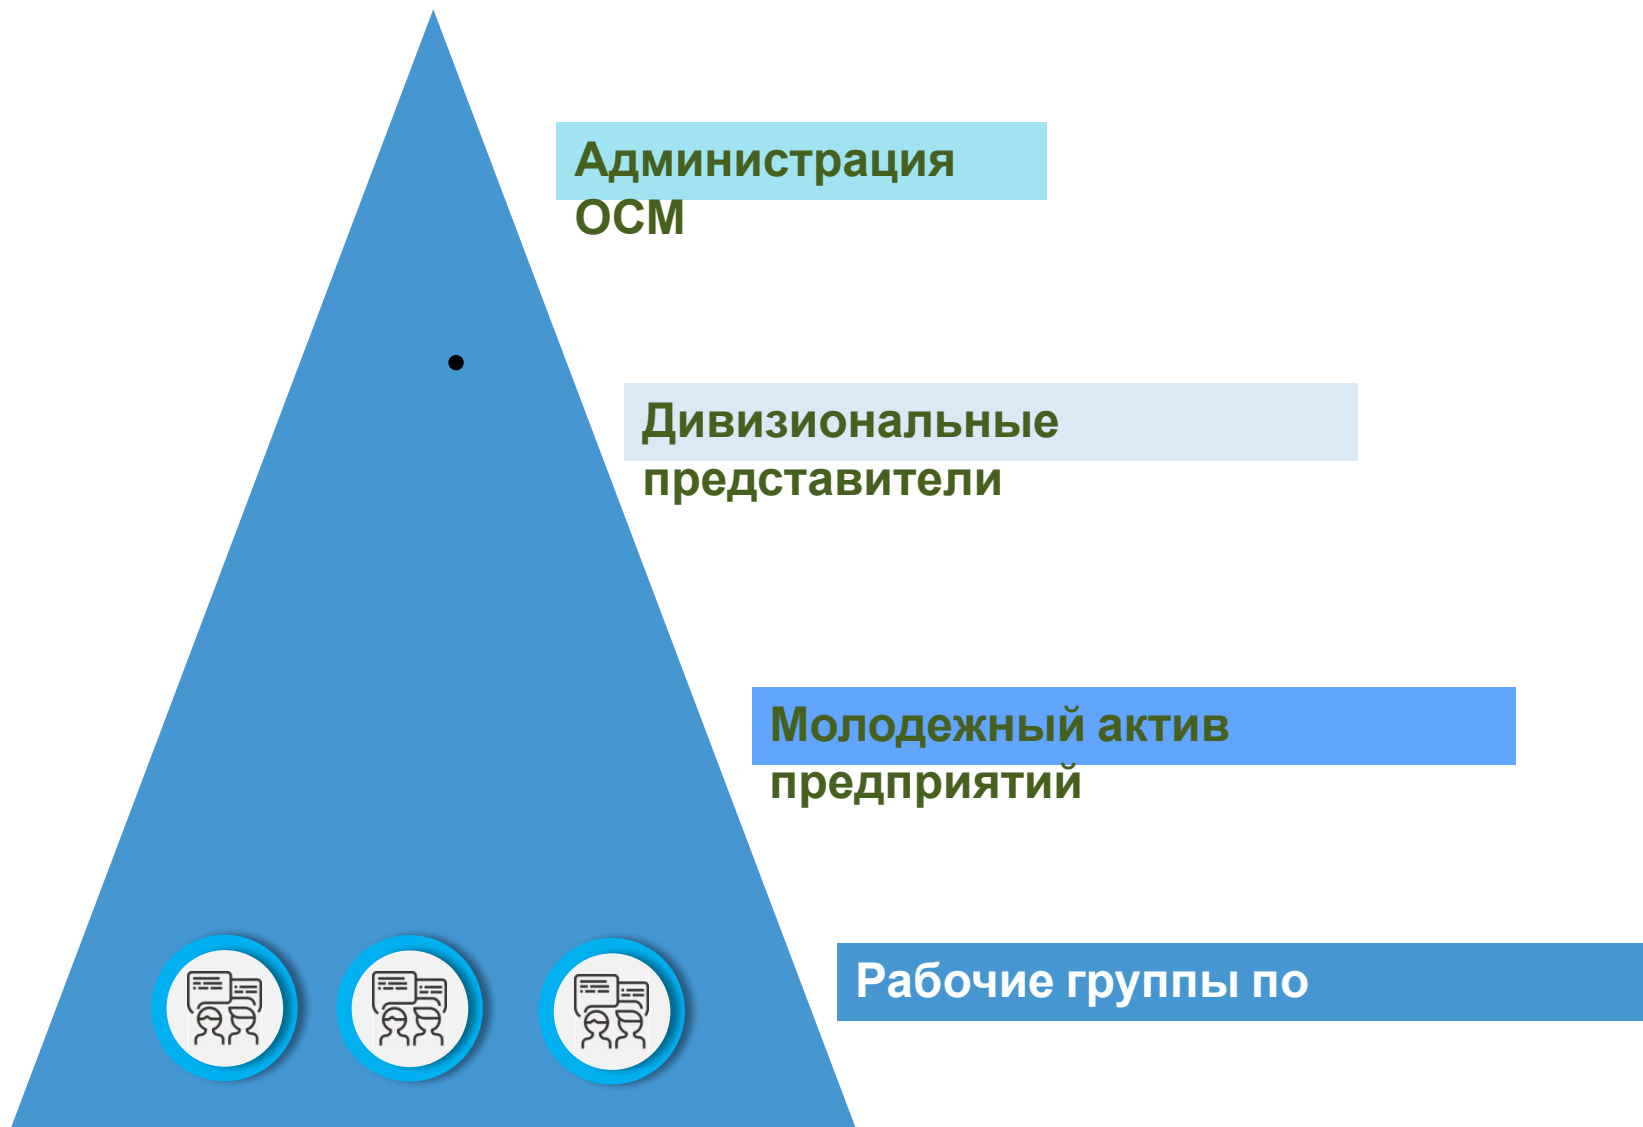 Администрация
ОСМ
Дивизиональные
представители
Молодежный актив
предприятий
Рабочие группы по